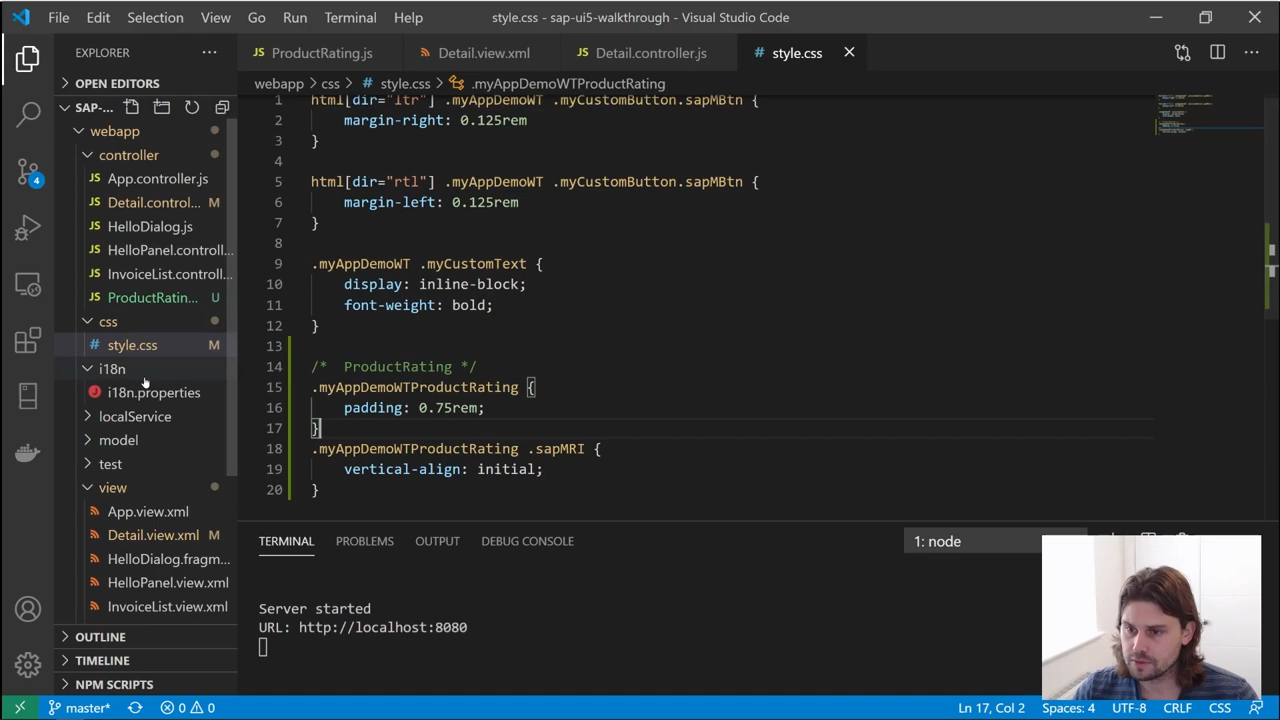 File Edit Selection View Go Run Terminal Help style.css - sap-ui5-walkthrough - Visual Studio Code
EXPLORER
OPEN EDITORS
SAP-...
webapp
controller
App.controller.js
Detail.control... M
HelloDialog.js
HelloPanel.controll...
InvoiceList.controll...
ProductRatin... U
css
style.css M
i18n
i18n.properties
localService
model
test
view
App.view.xml
Detail.view.xml M
HelloDialog.fragm...
HelloPanel.view.xml
InvoiceList.view.xml
OUTLINE
TIMELINE
NPM SCRIPTS
4
ProductRating.js Detail.view.xml Detail.controller.js style.css
webapp > css > style.css > .myAppDemoWTProductRating
1 html[dir="ltr"] .myAppDemoWT .myCustomButton.sapMBtn {
2 margin-right: 0.125rem
3 }
4
5 html[dir="rtl"] .myAppDemoWT .myCustomButton.sapMBtn {
6 margin-left: 0.125rem
7 }
8
9 .myAppDemoWT .myCustomText {
10 display: inline-block;
11 font-weight: bold;
12 }
13
14 /*  ProductRating */
15 .myAppDemoWTProductRating {
16 padding: 0.75rem;
17 }
18 .myAppDemoWTProductRating .sapMRI {
19 vertical-align: initial;
20 }
TERMINAL PROBLEMS OUTPUT DEBUG CONSOLE 1: node
Server started
URL: http://localhost:8080
master* 0 0 Ln 17, Col 2 Spaces: 4 UTF-8 CRLF CSS